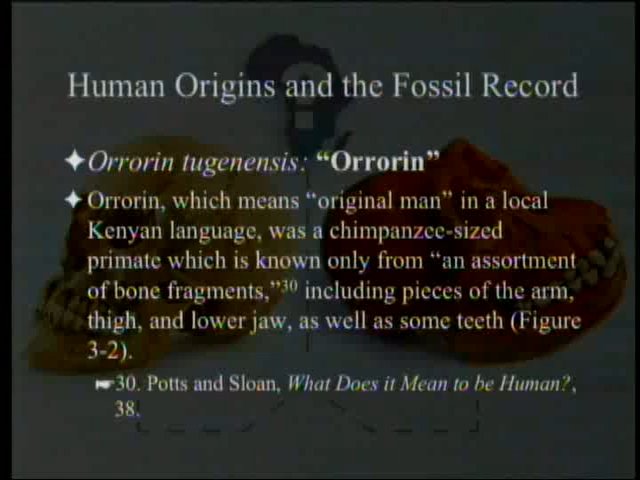 Human Origins and the Fossil Record
Orrorin tugenensis: “Orrorin”
Orrorin, which means “original man” in a local
Kenyan language, was a chimpanzee-sized
primate which is known only from “an assortment
of bone fragments,”30 including pieces of the arm,
thigh, and lower jaw, as well as some teeth (Figure
3-2).
30. Potts and Sloan, What Does it Mean to be Human?,
38.